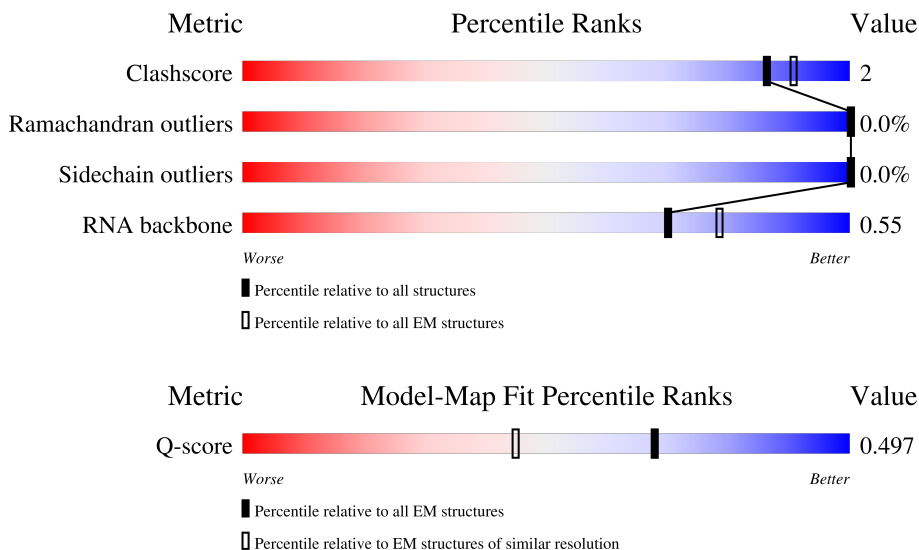 Metric Percentile Ranks Value
Clashscore 2
Ramachandran outliers 0.0%
Sidechain outliers 0.0%
RNA backbone 0.55
Worse Better
Percentile relative to all structures
Percentile relative to all EM structures
Metric Model-Map Fit Percentile Ranks Value
Q-score 0.497
Worse Better
Percentile relative to all EM structures
Percentile relative to EM structures of similar resolution